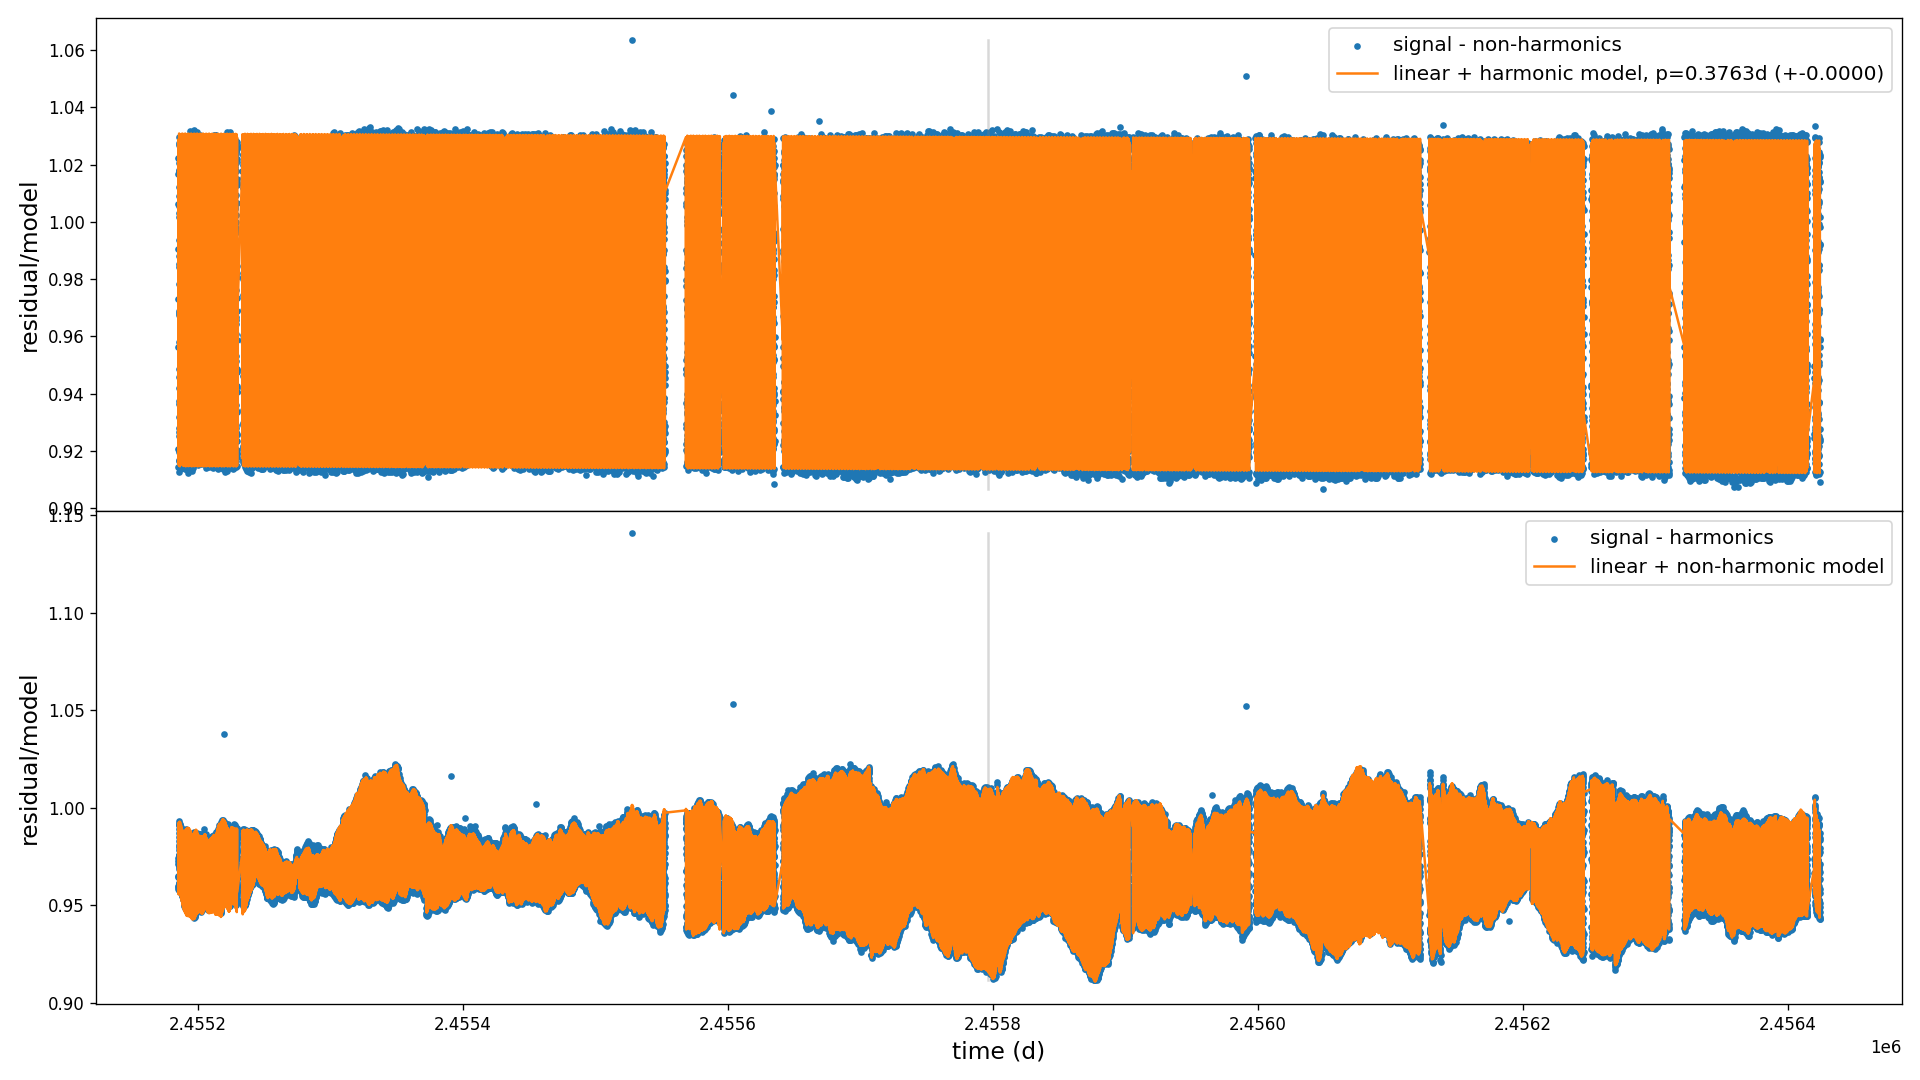 1.06
1.04
1.02
1.00
0.98
0.96
0.94
0.92
0.90
residual/model
signal - non-harmonics
linear + harmonic model, p=0.3763d (+-0.0000)
1.15
1.10
1.05
1.00
0.95
0.90
residual/model
signal - harmonics
linear + non-harmonic model
2.4552 2.4554 2.4556 2.4558 2.4560 2.4562 2.4564
1e6
time (d)